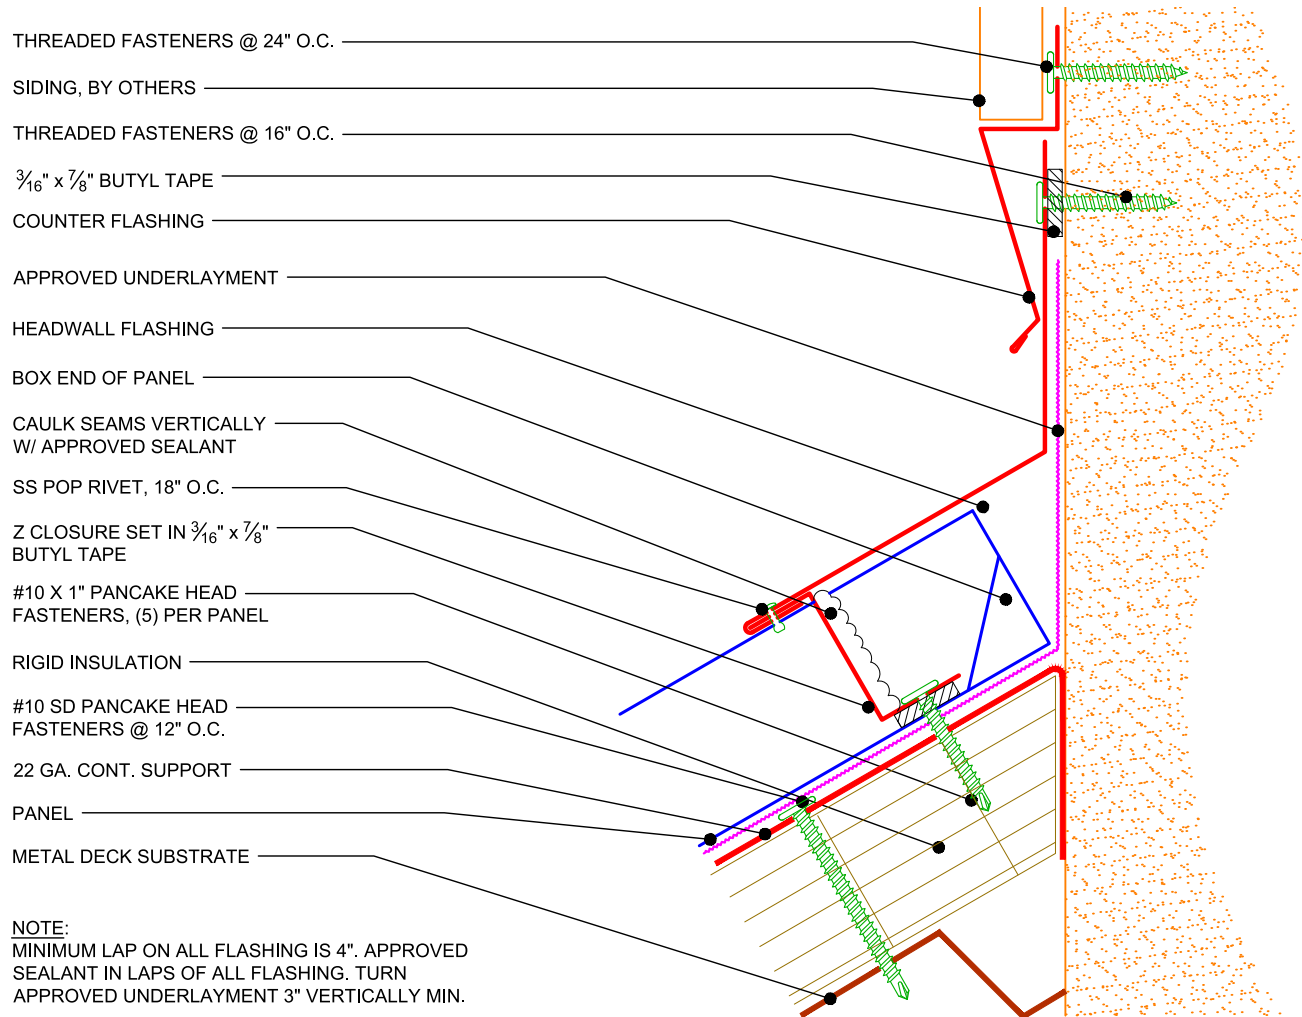 THREADED FASTENERS @ 24" O.C.
SIDING, BY OTHERS
THREADED FASTENERS @ 16" O.C.
3⁄16" x 7⁄8" BUTYL TAPE
COUNTER FLASHING
APPROVED UNDERLAYMENT
HEADWALL FLASHING
BOX END OF PANEL
CAULK SEAMS VERTICALLY
W/ APPROVED SEALANT
SS POP RIVET, 18" O.C.
Z CLOSURE SET IN 3⁄16" x 7⁄8"
BUTYL TAPE
#10 X 1" PANCAKE HEAD
FASTENERS, (5) PER PANEL
RIGID INSULATION
#10 SD PANCAKE HEAD
FASTENERS @ 12" O.C.
22 GA. CONT. SUPPORT
PANEL
METAL DECK SUBSTRATE
NOTE:
MINIMUM LAP ON ALL FLASHING IS 4". APPROVED
SEALANT IN LAPS OF ALL FLASHING. TURN
APPROVED UNDERLAYMENT 3" VERTICALLY MIN.